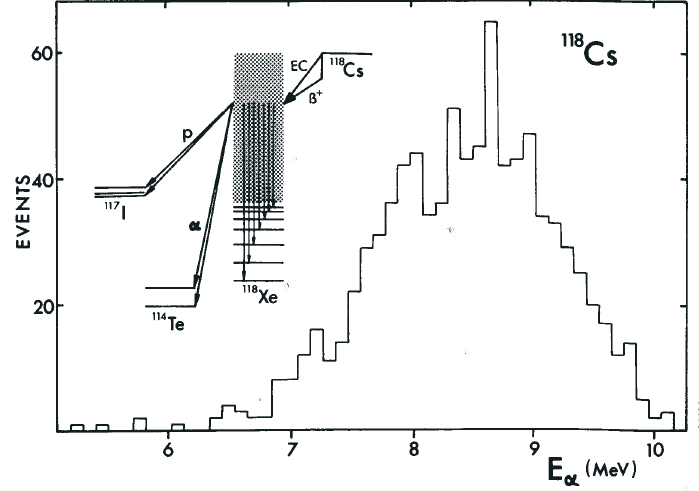 60
40
20
EVENTS
¹¹⁸Cs
EC
¹¹⁸Cs
β⁺
p
¹¹⁷I
α
¹¹⁸Xe
¹¹⁴Te
6 7 8 9 10
Eα (MeV)